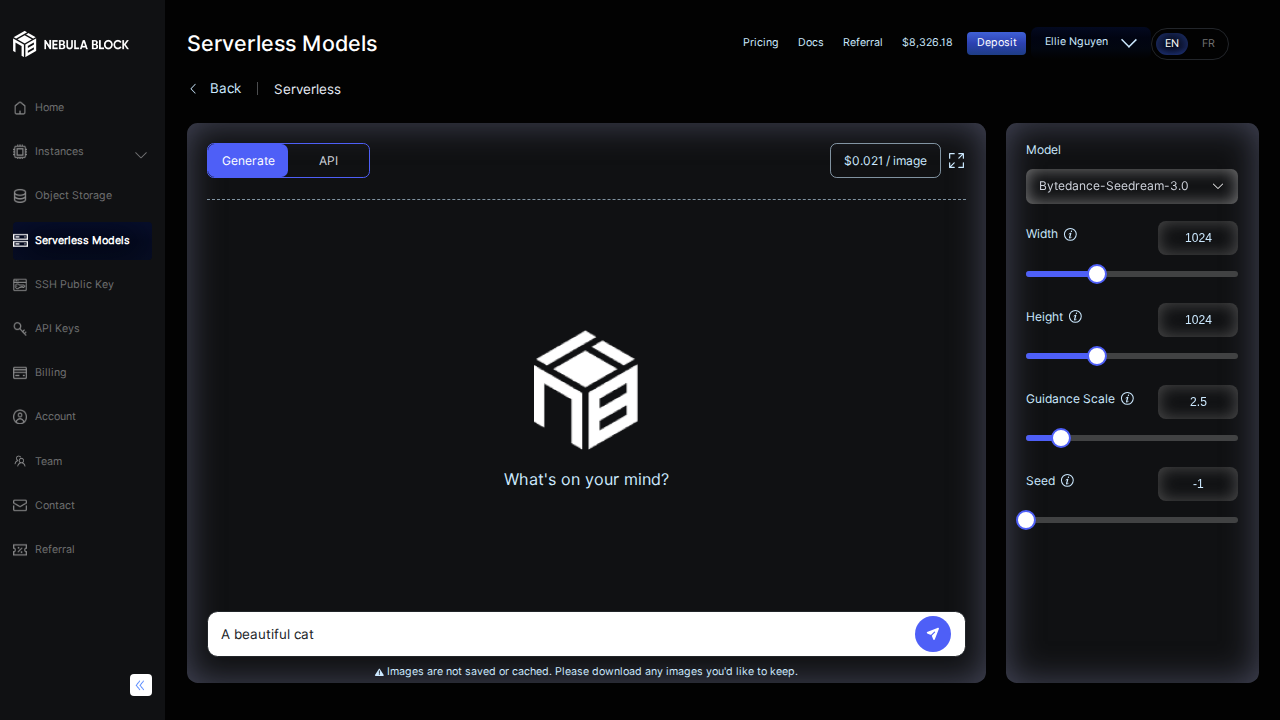 NEBULA BLOCK
Serverless Models
Pricing
Docs
Referral
$8,326.18
Deposit
Ellie Nguyen
EN
FR
Back
Serverless
Home
Instances
Object Storage
Serverless Models
SSH Public Key
API Keys
Billing
Account
Team
Contact
Referral
Generate
API
$0.021 / image
What's on your mind?
A beautiful cat
Images are not saved or cached. Please download any images you'd like to keep.
Model
Bytedance-Seedream-3.0
Width
1024
Height
1024
Guidance Scale
2.5
Seed
-1